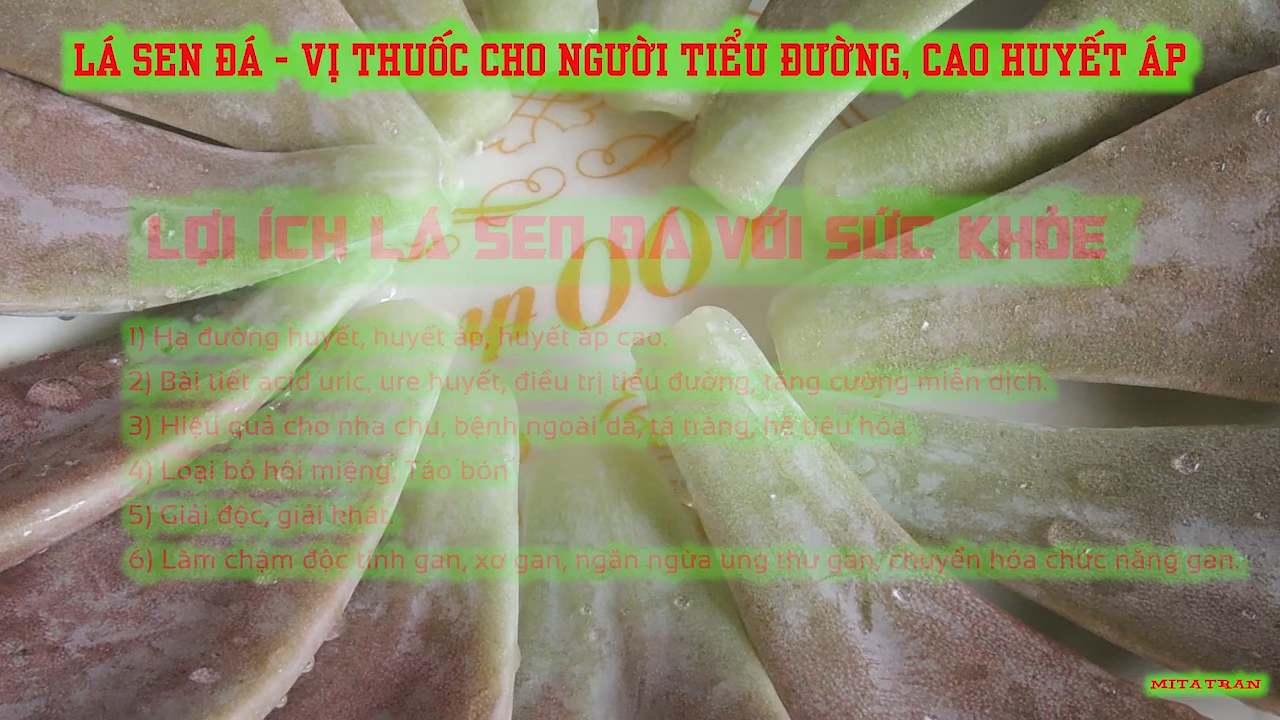 LÁ SEN ĐÁ - VỊ THUỐC CHO NGƯỜI TIỂU ĐƯỜNG, CAO HUYẾT ÁP
LỢI ÍCH LÁ SEN ĐÁ VỚI SỨC KHỎE
1) Hạ đường huyết, huyết áp, huyết áp cao.
2) Bài tiết acid uric, ure huyết, điều trị tiểu đường, tăng cường miễn dịch.
3) Hiệu quả cho nha chu, bệnh ngoài da, tá tràng, hệ tiêu hóa.
4) Loại bỏ hôi miệng, Táo bón
5) Giải độc, giải khát.
6) Làm chậm độc tính gan, xơ gan, ngăn ngừa ung thư gan, chuyển hóa chức năng gan.
MITATRAN